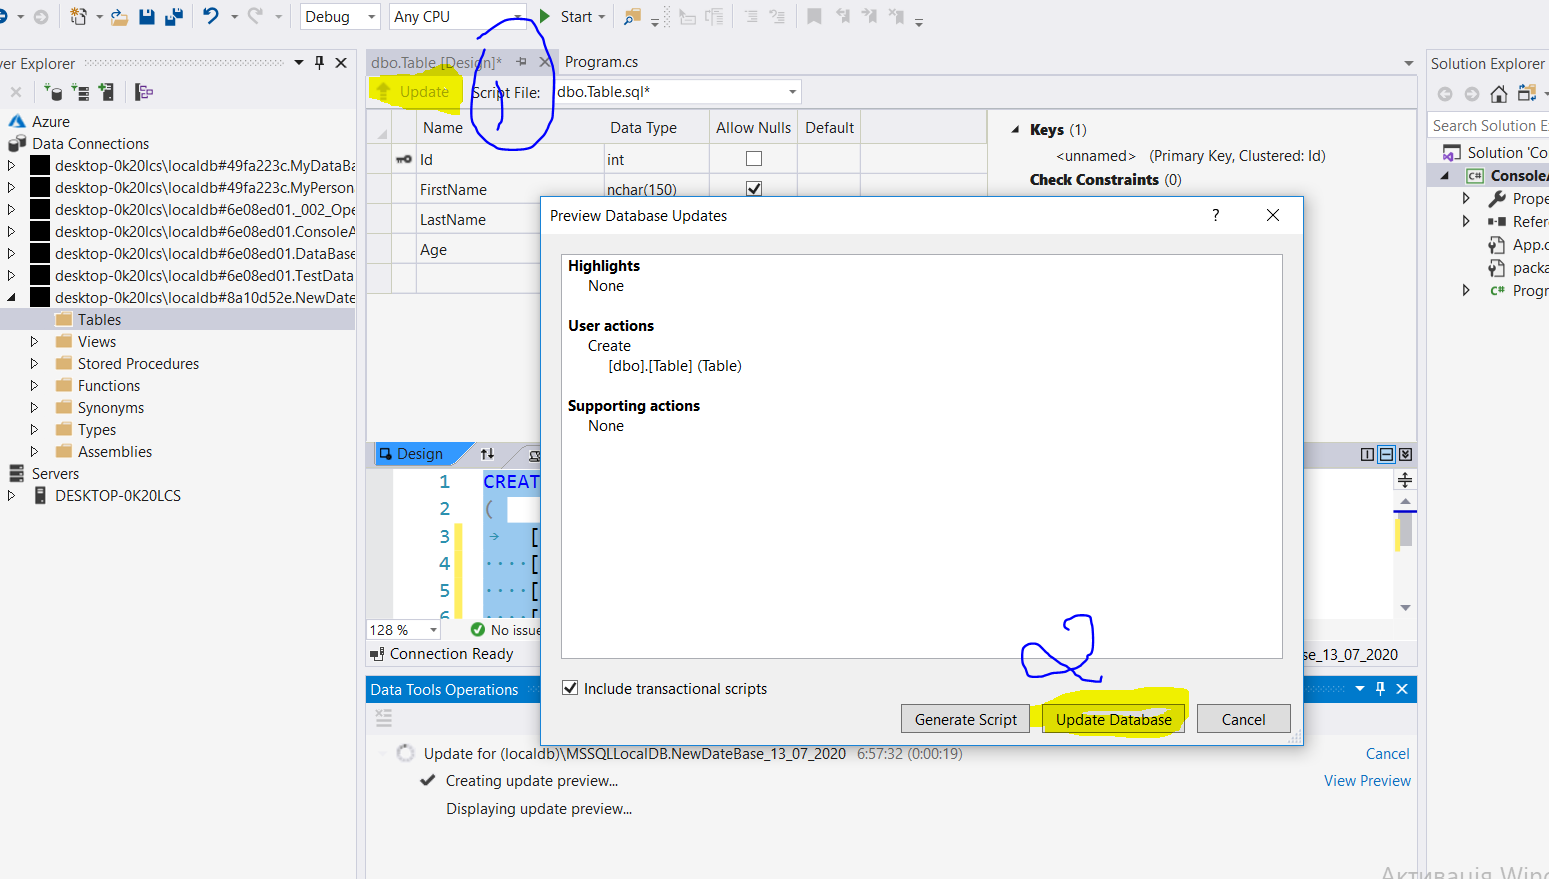 Debug
Any CPU
Start
ver Explorer
dbo.Table [Design]*
Program.cs
Solution Explorer
Update
Script File:
dbo.Table.sql*
1
Azure
Data Connections
desktop-0k20lcs\localdb#49fa223c.MyDataBa
desktop-0k20lcs\localdb#49fa223c.MyPerson
desktop-0k20lcs\localdb#6e08ed01._002_Ope
desktop-0k20lcs\localdb#6e08ed01.ConsoleA
desktop-0k20lcs\localdb#6e08ed01.DataBase
desktop-0k20lcs\localdb#6e08ed01.TestData
desktop-0k20lcs\localdb#8a10d52e.NewDate
Tables
Views
Stored Procedures
Functions
Synonyms
Types
Assemblies
Servers
DESKTOP-0K20LCS
Name Data Type Allow Nulls Default
Id int
FirstName nchar(150)
LastName
Age
Keys (1)
<unnamed> (Primary Key, Clustered: Id)
Check Constraints (0)
Search Solution E
Solution 'Co
C# ConsoleA
Prope
Refer
App.c
packa
C# Progr
Preview Database Updates
?
Highlights
None
User actions
Create
[dbo].[Table] (Table)
Supporting actions
None
2
Include transactional scripts
Generate Script
Update Database
Cancel
Design
1 CREAT
2 (
3 [
4 [
5 [
6 [
128 %
No issue
Connection Ready
se_13_07_2020
Data Tools Operations
Update for (localdb)\MSSQLLocalDB.NewDateBase_13_07_2020 6:57:32 (0:00:19)
Cancel
Creating update preview...
View Preview
Displaying update preview...
Активація Wind